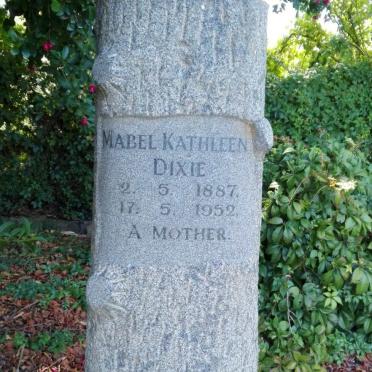 MABEL KATHLEEN
DIXIE
2. 5. 1887.
17. 5. 1952.
A MOTHER.